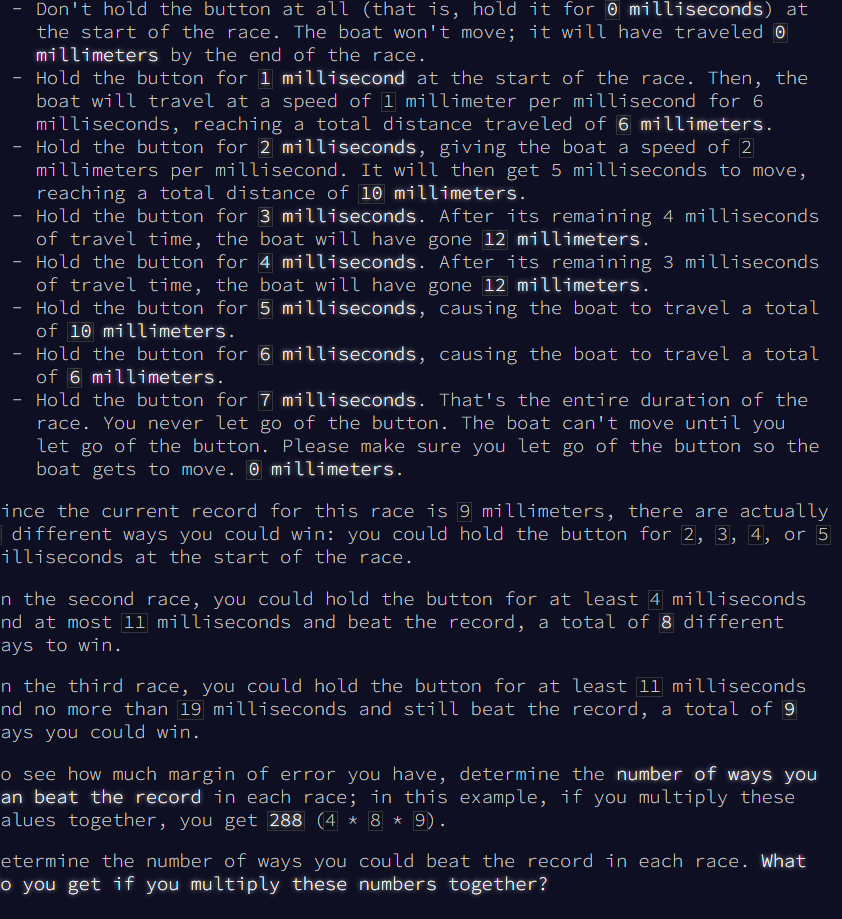 - Don't hold the button at all (that is, hold it for 0 milliseconds) at
the start of the race. The boat won't move; it will have traveled 0
millimeters by the end of the race.
- Hold the button for 1 millisecond at the start of the race. Then, the
boat will travel at a speed of 1 millimeter per millisecond for 6
milliseconds, reaching a total distance traveled of 6 millimeters.
- Hold the button for 2 milliseconds, giving the boat a speed of 2
millimeters per millisecond. It will then get 5 milliseconds to move,
reaching a total distance of 10 millimeters.
- Hold the button for 3 milliseconds. After its remaining 4 milliseconds
of travel time, the boat will have gone 12 millimeters.
- Hold the button for 4 milliseconds. After its remaining 3 milliseconds
of travel time, the boat will have gone 12 millimeters.
- Hold the button for 5 milliseconds, causing the boat to travel a total
of 10 millimeters.
- Hold the button for 6 milliseconds, causing the boat to travel a total
of 6 millimeters.
- Hold the button for 7 milliseconds. That's the entire duration of the
race. You never let go of the button. The boat can't move until you
let go of the button. Please make sure you let go of the button so the
boat gets to move. 0 millimeters.
ince the current record for this race is 9 millimeters, there are actually
different ways you could win: you could hold the button for 2, 3, 4, or 5
illiseconds at the start of the race.
n the second race, you could hold the button for at least 4 milliseconds
nd at most 11 milliseconds and beat the record, a total of 8 different
ays to win.
n the third race, you could hold the button for at least 11 milliseconds
nd no more than 19 milliseconds and still beat the record, a total of 9
ays you could win.
o see how much margin of error you have, determine the number of ways you
an beat the record in each race; in this example, if you multiply these
alues together, you get 288 (4 * 8 * 9).
etermine the number of ways you could beat the record in each race. What
o you get if you multiply these numbers together?